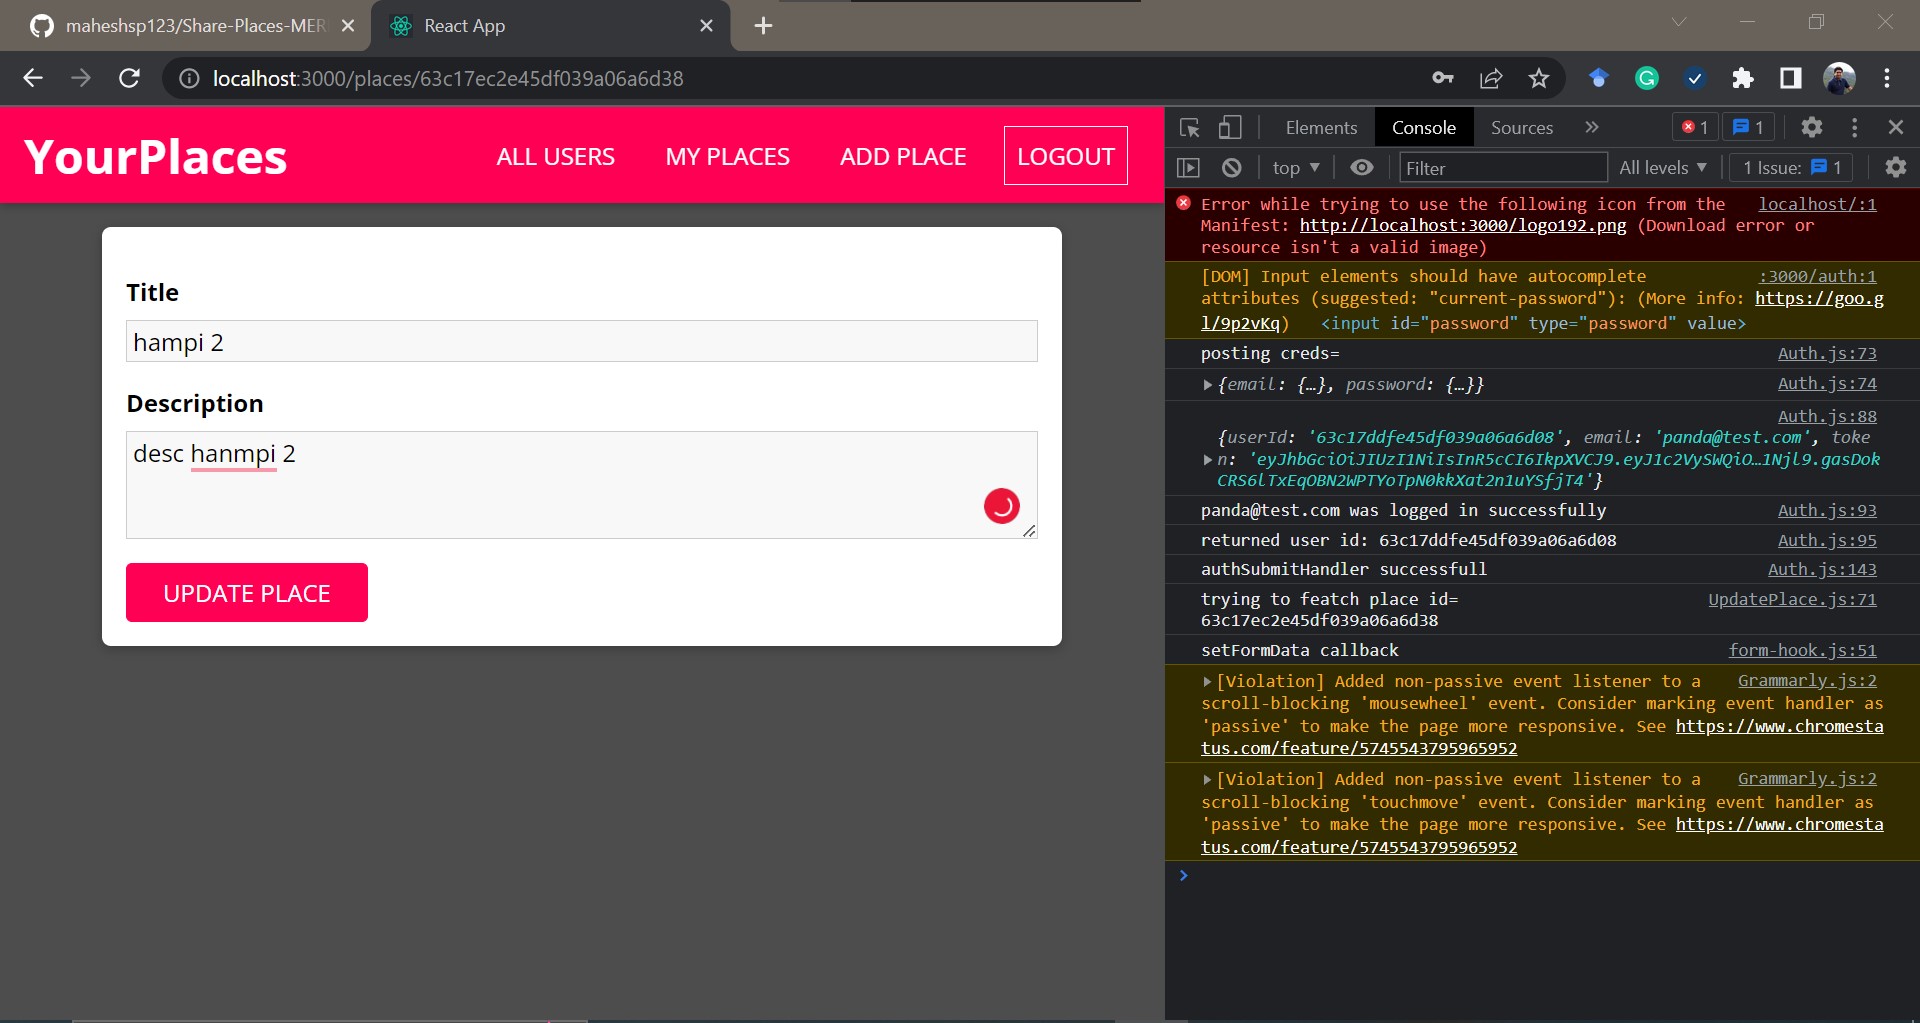 maheshsp123/Share-Places-MER
React App
localhost:3000/places/63c17ec2e45df039a06a6d38
YourPlaces
ALL USERS
MY PLACES
ADD PLACE
LOGOUT
Title
hampi 2
Description
desc hanmpi 2
UPDATE PLACE
Elements
Console
Sources
1
1
top
Filter
All levels
1 Issue: 1
Error while trying to use the following icon from the localhost/:1
Manifest: http://localhost:3000/logo192.png (Download error or
resource isn't a valid image)
[DOM] Input elements should have autocomplete :3000/auth:1
attributes (suggested: "current-password"): (More info: https://goo.g
l/9p2vKq) <input id="password" type="password" value>
posting creds= Auth.js:73
{email: {…}, password: {…}} Auth.js:74
Auth.js:88
{userId: '63c17ddfe45df039a06a6d08', email: 'panda@test.com', toke
n: 'eyJhbGciOiJIUzI1NiIsInR5cCI6IkpXVCJ9.eyJ1c2VySWQiO…1Njl9.gasDok
CRS6lTxEqOBN2WPTYoTpN0kkXat2n1uYSfjT4'}
panda@test.com was logged in successfully Auth.js:93
returned user id: 63c17ddfe45df039a06a6d08 Auth.js:95
authSubmitHandler successfull Auth.js:143
trying to featch place id= UpdatePlace.js:71
63c17ec2e45df039a06a6d38
setFormData callback form-hook.js:51
[Violation] Added non-passive event listener to a Grammarly.js:2
scroll-blocking 'mousewheel' event. Consider marking event handler as
'passive' to make the page more responsive. See https://www.chromesta
tus.com/feature/5745543795965952
[Violation] Added non-passive event listener to a Grammarly.js:2
scroll-blocking 'touchmove' event. Consider marking event handler as
'passive' to make the page more responsive. See https://www.chromesta
tus.com/feature/5745543795965952